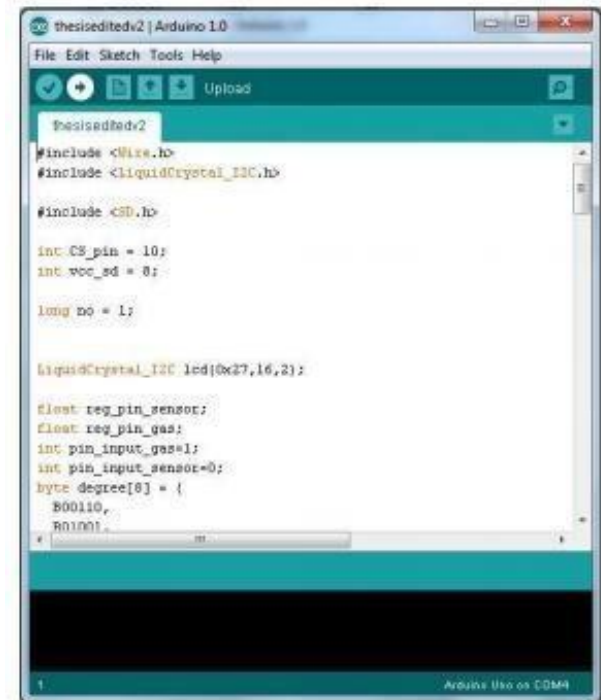 thesiseditedv2 | Arduino 1.0
File Edit Sketch Tools Help
Upload
thesiseditedv2
#include <Wire.h>
#include <LiquidCrystal_I2C.h>
#include <SD.h>
int CS_pin = 10;
int vcc_sd = 8;
long no = 1;
LiquidCrystal_I2C lcd(0x27,16,2);
float reg_pin_sensor;
float reg_pin_gas;
int pin_input_gas=1;
int pin_input_sensor=0;
byte degree[8] = {
B00110,
B01001,
1
Arduino Uno on COM4